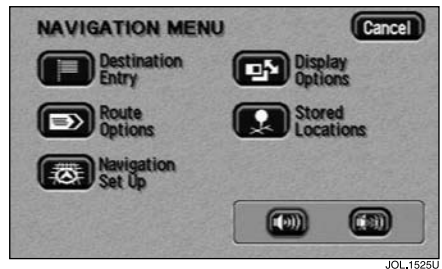 NAVIGATION MENU
Cancel
Destination
Entry
Display
Options
Route
Options
Stored
Locations
Navigation
Set Up
JOL.1525U